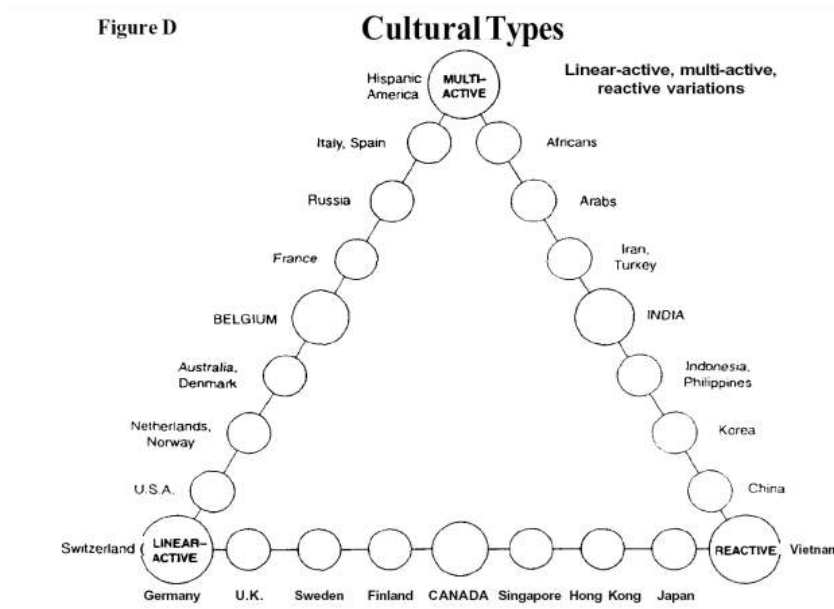 Figure D
Cultural Types
Linear-active, multi-active,
reactive variations
Hispanic
America
MULTI-
ACTIVE
Italy, Spain
Africans
Russia
Arabs
France
Iran,
Turkey
BELGIUM
INDIA
Australia,
Denmark
Indonesia,
Philippines
Netherlands,
Norway
Korea
U.S.A.
China
Switzerland
LINEAR-
ACTIVE
REACTIVE
Vietnam
Germany
U.K.
Sweden
Finland
CANADA
Singapore
Hong Kong
Japan